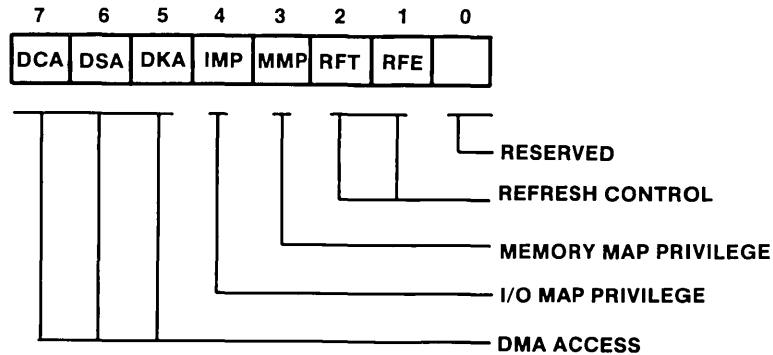 7 6 5 4 3 2 1 0
DCA DSA DKA IMP MMP RFT RFE
RESERVED
REFRESH CONTROL
MEMORY MAP PRIVILEGE
I/O MAP PRIVILEGE
DMA ACCESS